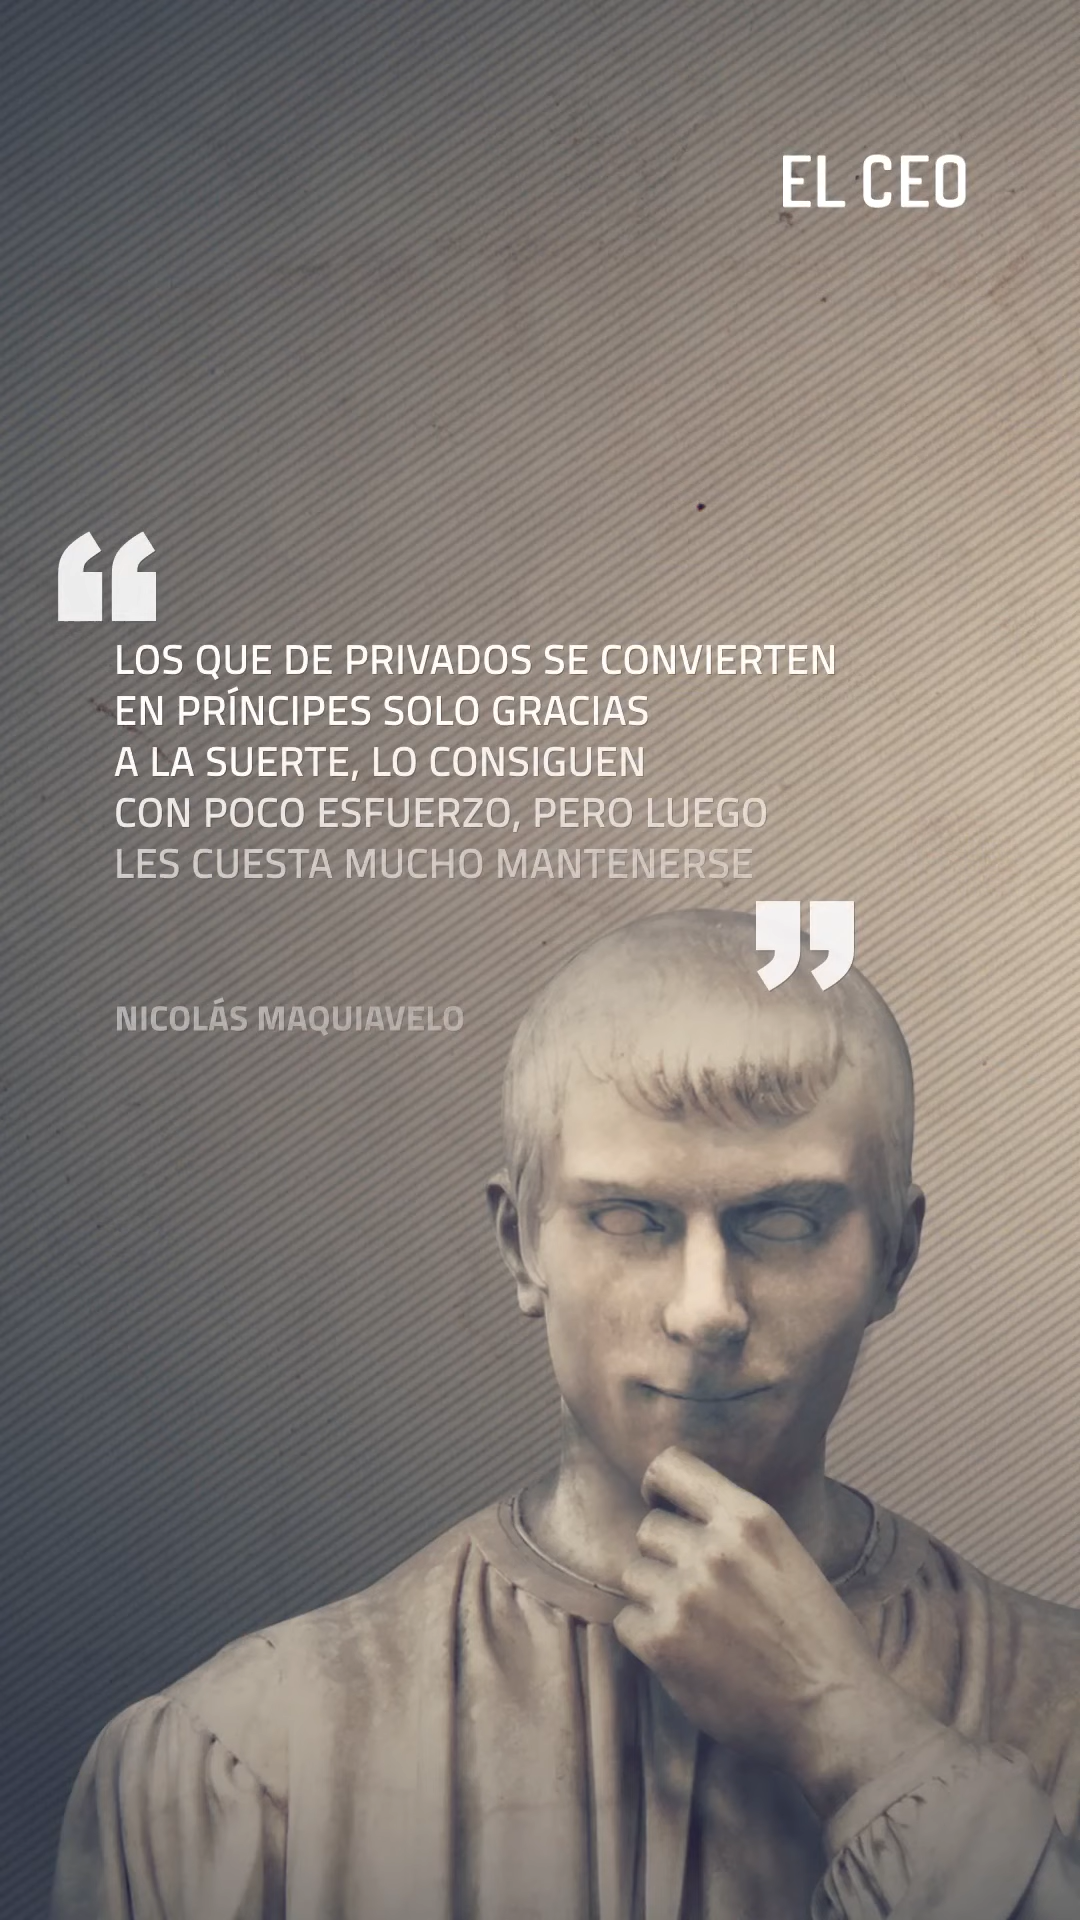 EL CEO
“
LOS QUE DE PRIVADOS SE CONVIERTEN
EN PRÍNCIPES SOLO GRACIAS
A LA SUERTE, LO CONSIGUEN
CON POCO ESFUERZO, PERO LUEGO
LES CUESTA MUCHO MANTENERSE
”
NICOLÁS MAQUIAVELO